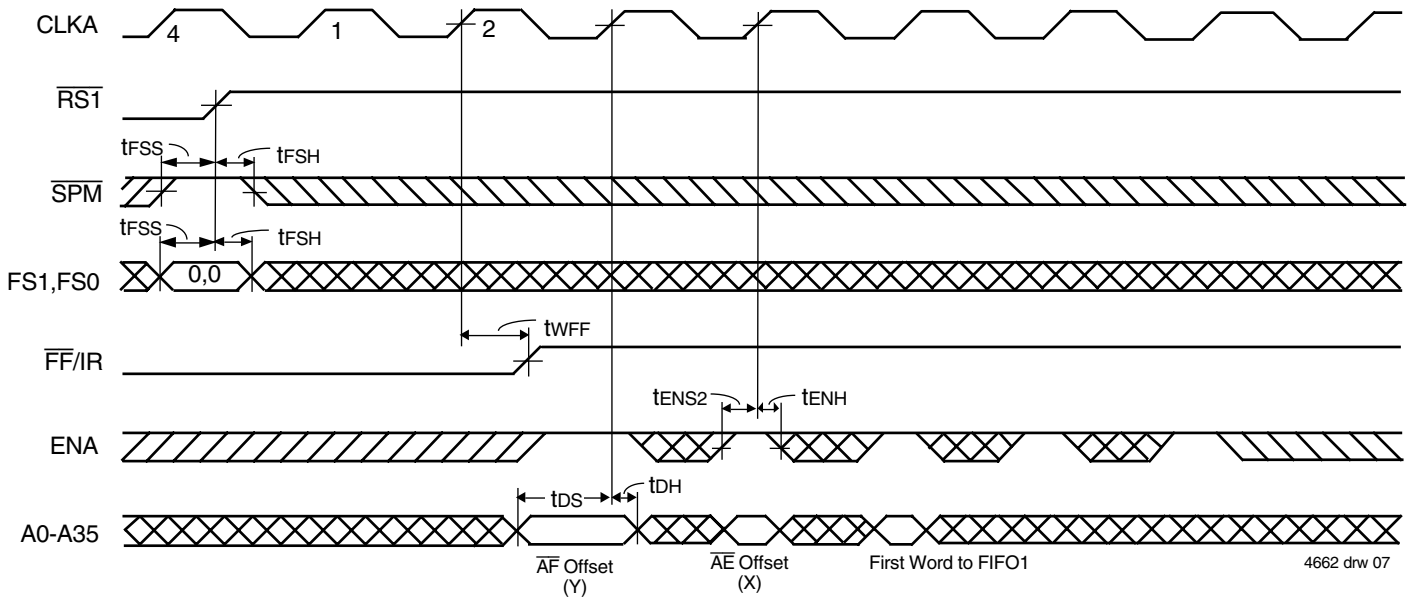 CLKA
4
1
2
RS1
tFSS
tFSH
SPM
tFSS
tFSH
FS1,FS0
0,0
tWFF
FF/IR
tENS2
tENH
ENA
tDS
tDH
A0-A35
AF Offset
(Y)
AE Offset
(X)
First Word to FIFO1
4662 drw 07